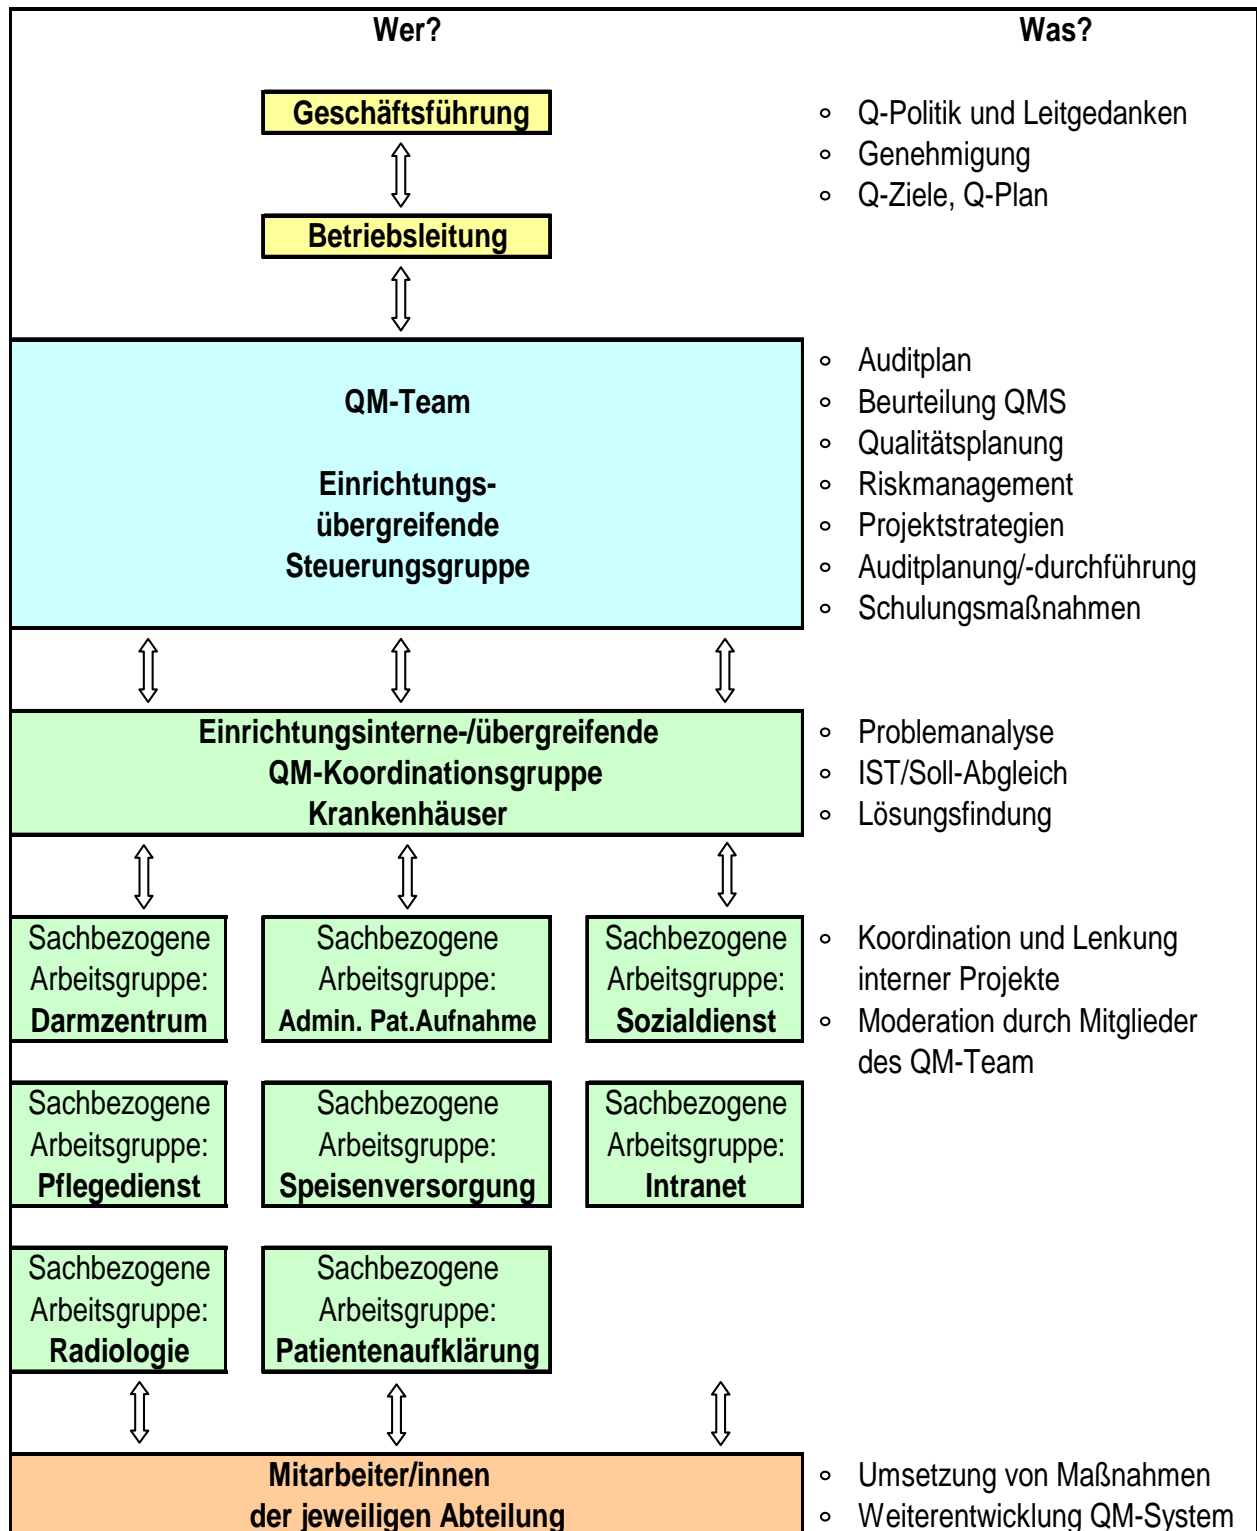 Wer?
Was?
Geschäftsführung
Q-Politik und Leitgedanken
Genehmigung
Q-Ziele, Q-Plan
Betriebsleitung
QM-Team
Einrichtungs-
übergreifende
Steuerungsgruppe
Auditplan
Beurteilung QMS
Qualitätsplanung
Riskmanagement
Projektstrategien
Auditplanung/-durchführung
Schulungsmaßnahmen
Einrichtungsinterne-/übergreifende
QM-Koordinationsgruppe
Krankenhäuser
Problemanalyse
IST/Soll-Abgleich
Lösungsfindung
Sachbezogene
Arbeitsgruppe:
Darmzentrum
Sachbezogene
Arbeitsgruppe:
Admin. Pat.Aufnahme
Sachbezogene
Arbeitsgruppe:
Sozialdienst
Koordination und Lenkung
interner Projekte
Moderation durch Mitglieder
des QM-Team
Sachbezogene
Arbeitsgruppe:
Pflegedienst
Sachbezogene
Arbeitsgruppe:
Speisenversorgung
Sachbezogene
Arbeitsgruppe:
Intranet
Sachbezogene
Arbeitsgruppe:
Radiologie
Sachbezogene
Arbeitsgruppe:
Patientenaufklärung
Mitarbeiter/innen
der jeweiligen Abteilung
Umsetzung von Maßnahmen
Weiterentwicklung QM-System